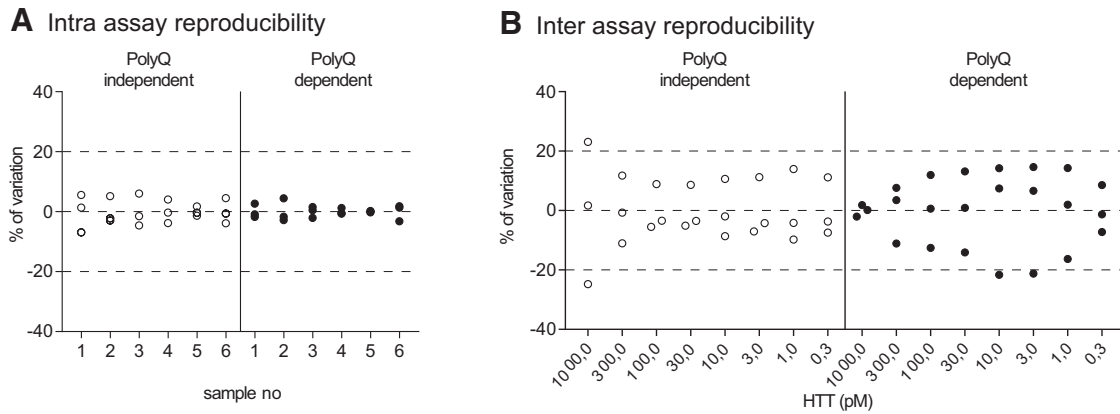 A Intra assay reproducibility
PolyQ
independent
PolyQ
dependent
% of variation
40
20
0
-20
-40
1 2 3 4 5 6 1 2 3 4 5 6
sample no
B Inter assay reproducibility
PolyQ
independent
PolyQ
dependent
% of variation
40
20
0
-20
-40
1000,0 300,0 100,0 30,0 10,0 3,0 1,0 0,3 1000,0 300,0 100,0 30,0 10,0 3,0 1,0 0,3
HTT (pM)